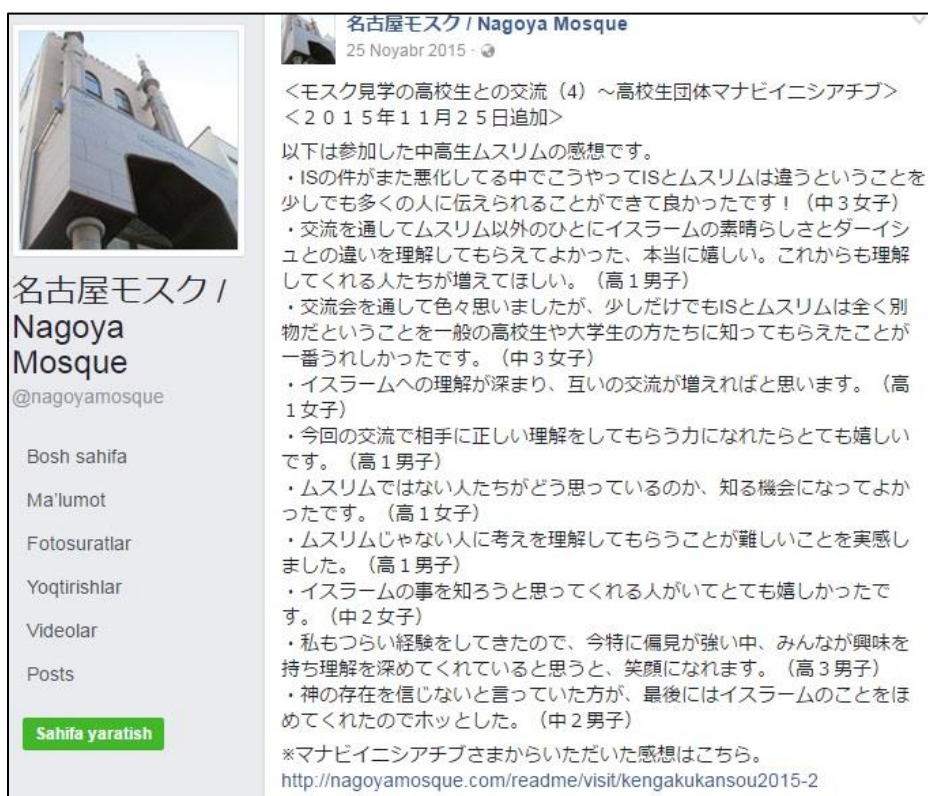 名古屋モスク /
Nagoya
Mosque
@nagoyamosque
Bosh sahifa
Ma'lumot
Fotosuratlar
Yoqtirishlar
Videolar
Posts
Sahifa yaratish
名古屋モスク / Nagoya Mosque
25 Noyabr 2015 ·
＜モスク見学の高校生との交流（4）～高校生団体マナビイニシアチブ＞
＜２０１５年１１月２５日追加＞
以下は参加した中高生ムスリムの感想です。
・ISの件がまた悪化してる中でこうやってISとムスリムは違うということを
少しでも多くの人に伝えられることができて良かったです！（中３女子）
・交流を通してムスリム以外のひとにイスラームの素晴らしさとダーイシ
ュとの違いを理解してもらえてよかった、本当に嬉しい。これからも理解
してくれる人たちが増えてほしい。（高１男子）
・交流会を通して色々思いましたが、少しだけでもISとムスリムは全く別
物だということを一般の高校生や大学生の方たちに知ってもらえたことが
一番うれしかったです。（中３女子）
・イスラームへの理解が深まり、互いの交流が増えればと思います。（高
１女子）
・今回の交流で相手に正しい理解をしてもらう力になれたらとても嬉しい
です。（高１男子）
・ムスリムではない人たちがどう思っているのか、知る機会になってよか
ったです。（高１女子）
・ムスリムじゃない人に考えを理解してもらうことが難しいことを実感し
ました。（高１男子）
・イスラームの事を知ろうと思ってくれる人がいてとても嬉しかったで
す。（中２女子）
・私もつらい経験をしてきたので、今特に偏見が強い中、みんなが興味を
持ち理解を深めてくれていると思うと、笑顔になれます。（高３男子）
・神の存在を信じないと言っていた方が、最後にはイスラームのことをほ
めてくれたのでホッとした。（中２男子）
※マナビイニシアチブさまからいただいた感想はこちら。
http://nagoyamosque.com/readme/visit/kengakukansou2015-2